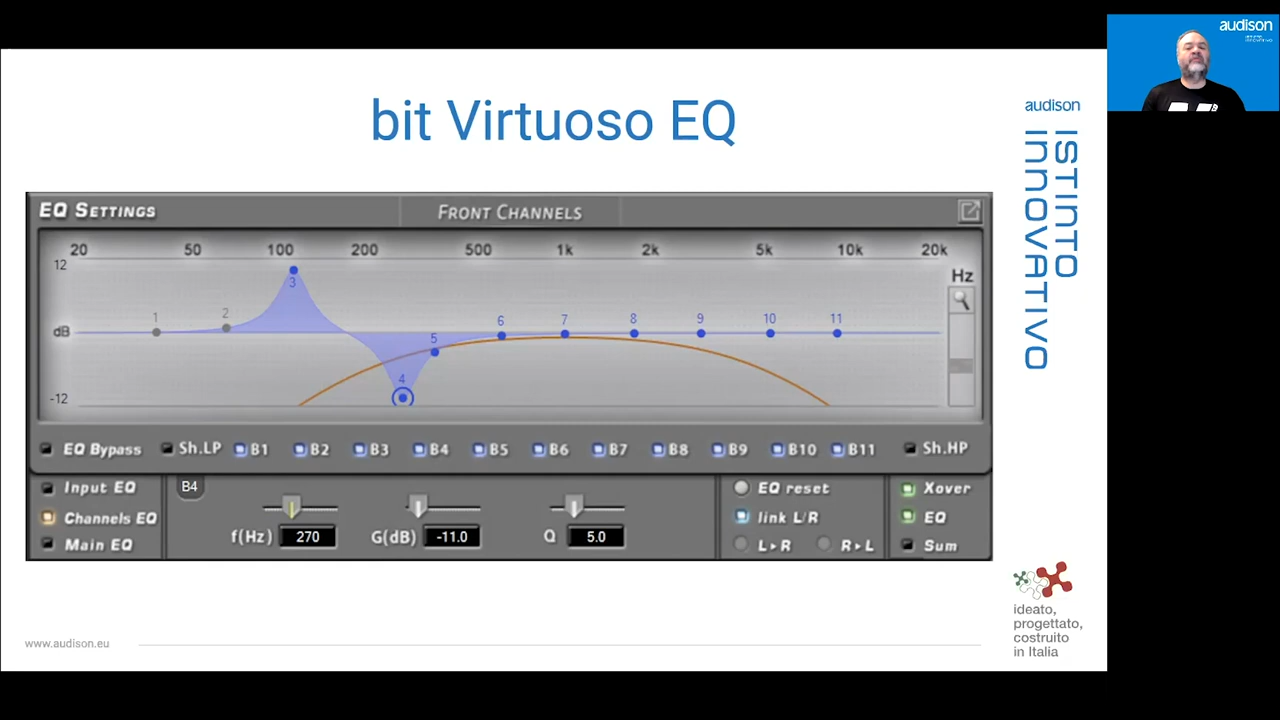 bit Virtuoso EQ
audison
audison
ISTINTO
INNOVATIVO
EQ SETTINGS
FRONT CHANNELS
20 50 100 200 500 1k 2k 5k 10k 20k
Hz
12
dB
-12
1 2 3 4 5 6 7 8 9 10 11
EQ Bypass Sh.LP B1 B2 B3 B4 B5 B6 B7 B8 B9 B10 B11 Sh.HP
Input EQ
Channels EQ
Main EQ
B4
f(Hz) 270 G(dB) -11.0 Q 5.0
EQ reset
link L/R
L▸R R▸L
Xover
EQ
Sum
ideato,
progettato,
costruito
in Italia
www.audison.eu